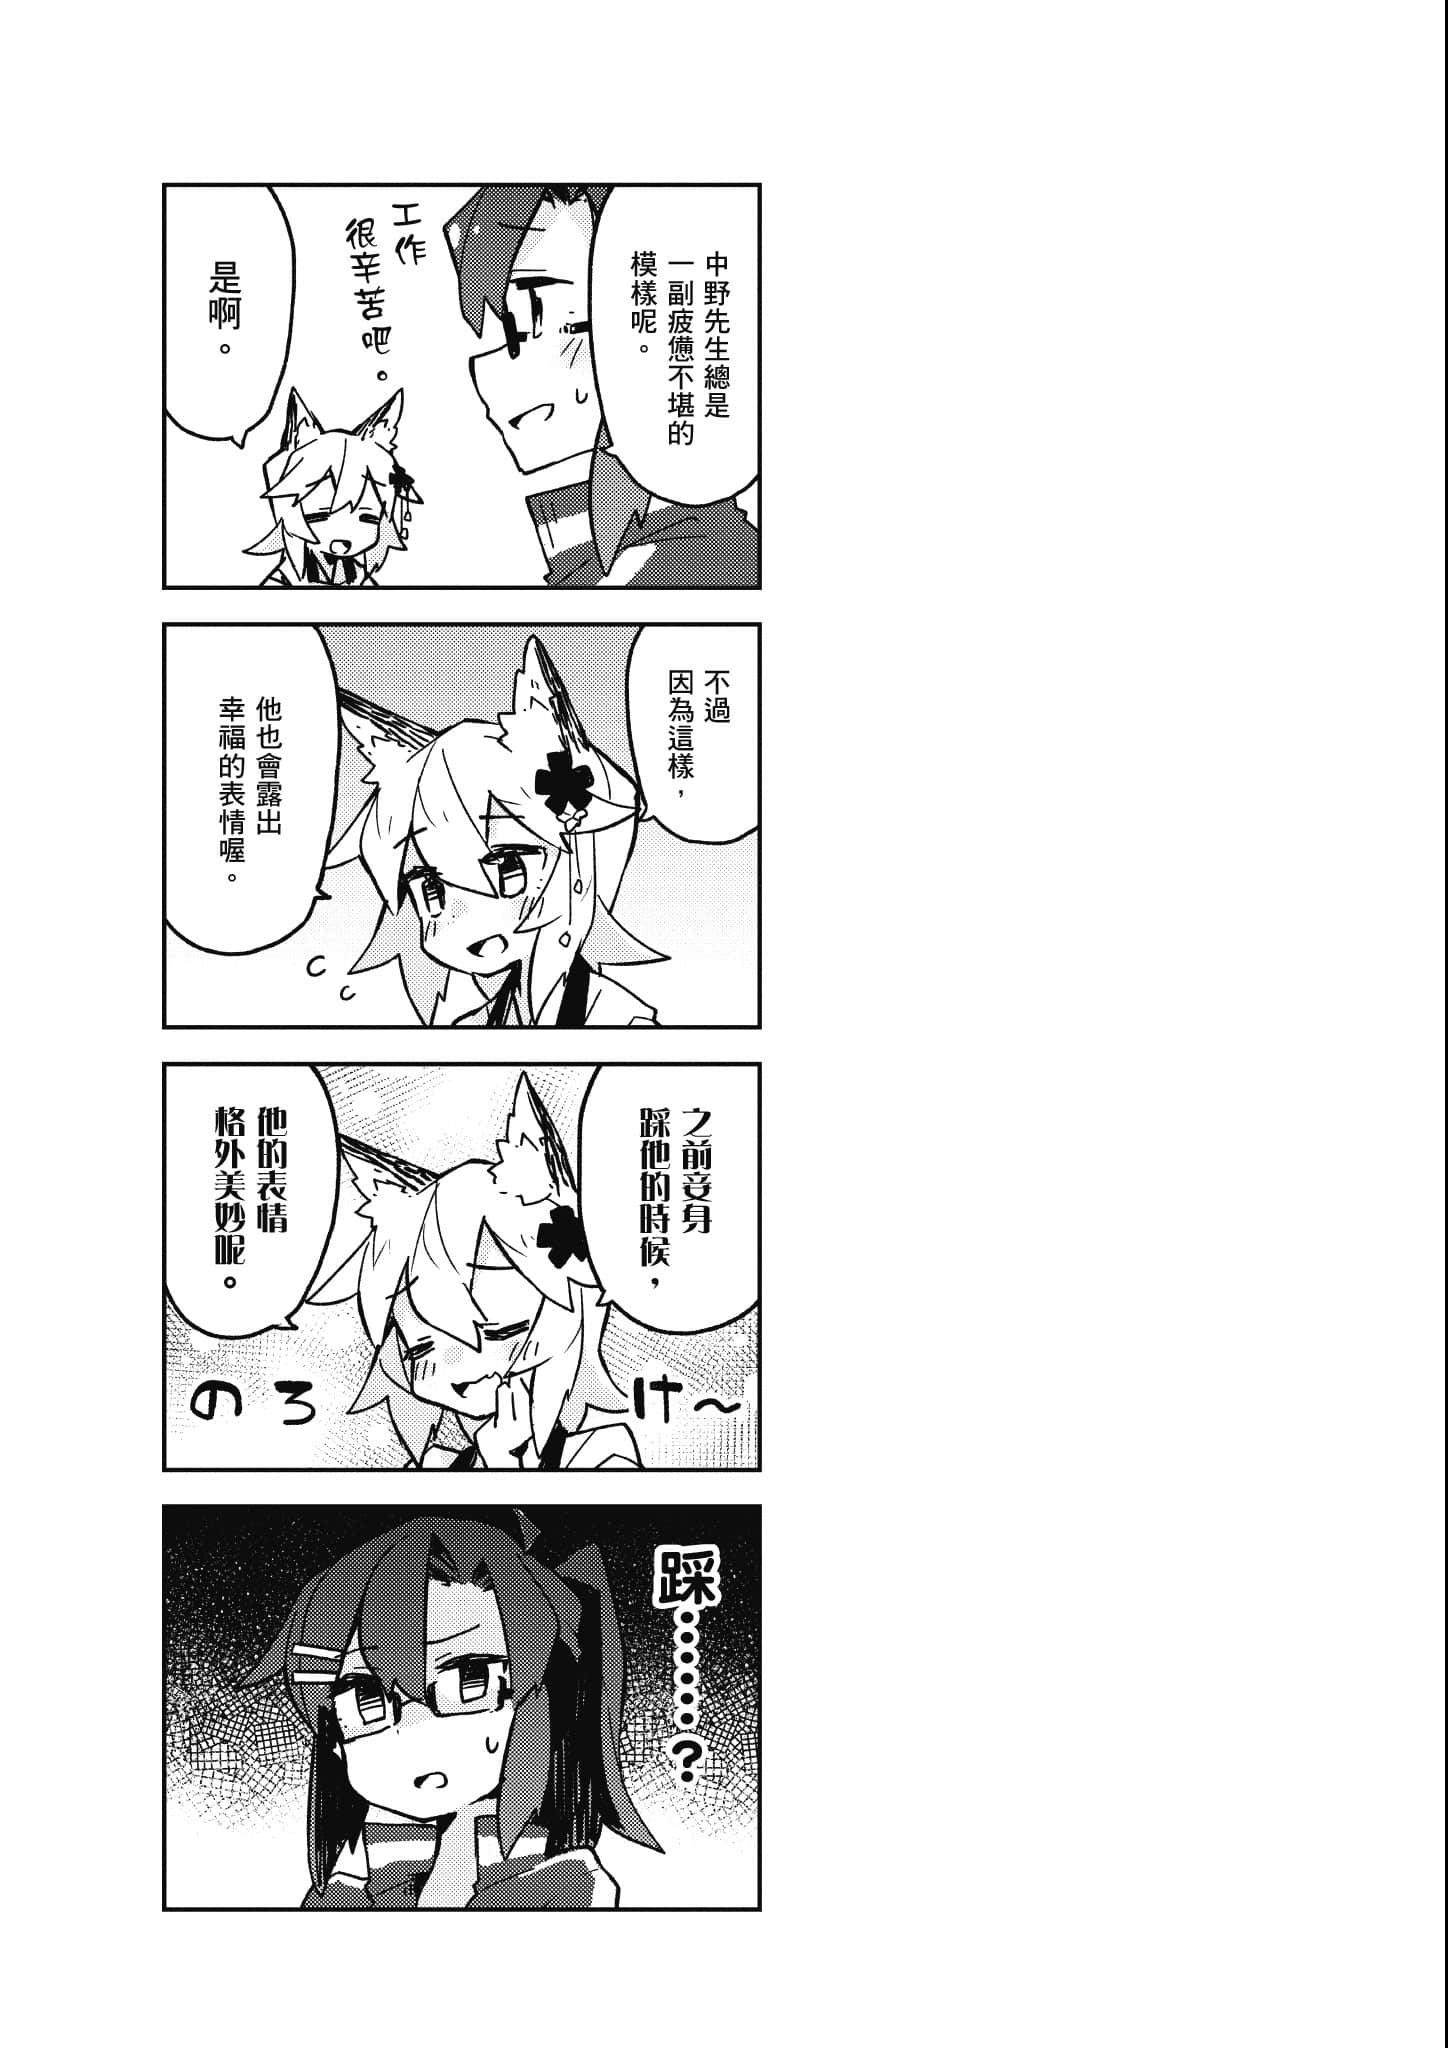 中野先生總是
一副疲憊不堪的
模樣呢。
工作
很辛苦吧。
是啊。
不過
因為這樣，
他也會露出
幸福的表情喔。
之前妾身
踩他的時候，
他的表情
格外美妙呢。
のろけ～
踩………？